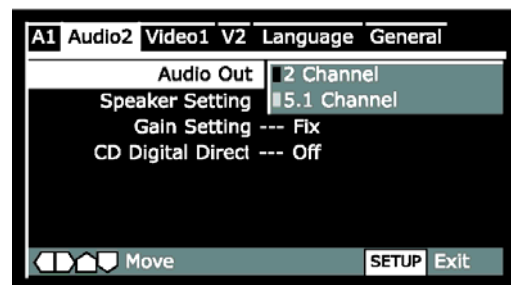 A1 Audio2 Video1 V2 Language General
Audio Out 2 Channel
Speaker Setting 5.1 Channel
Gain Setting --- Fix
CD Digital Direct --- Off
Move SETUP Exit